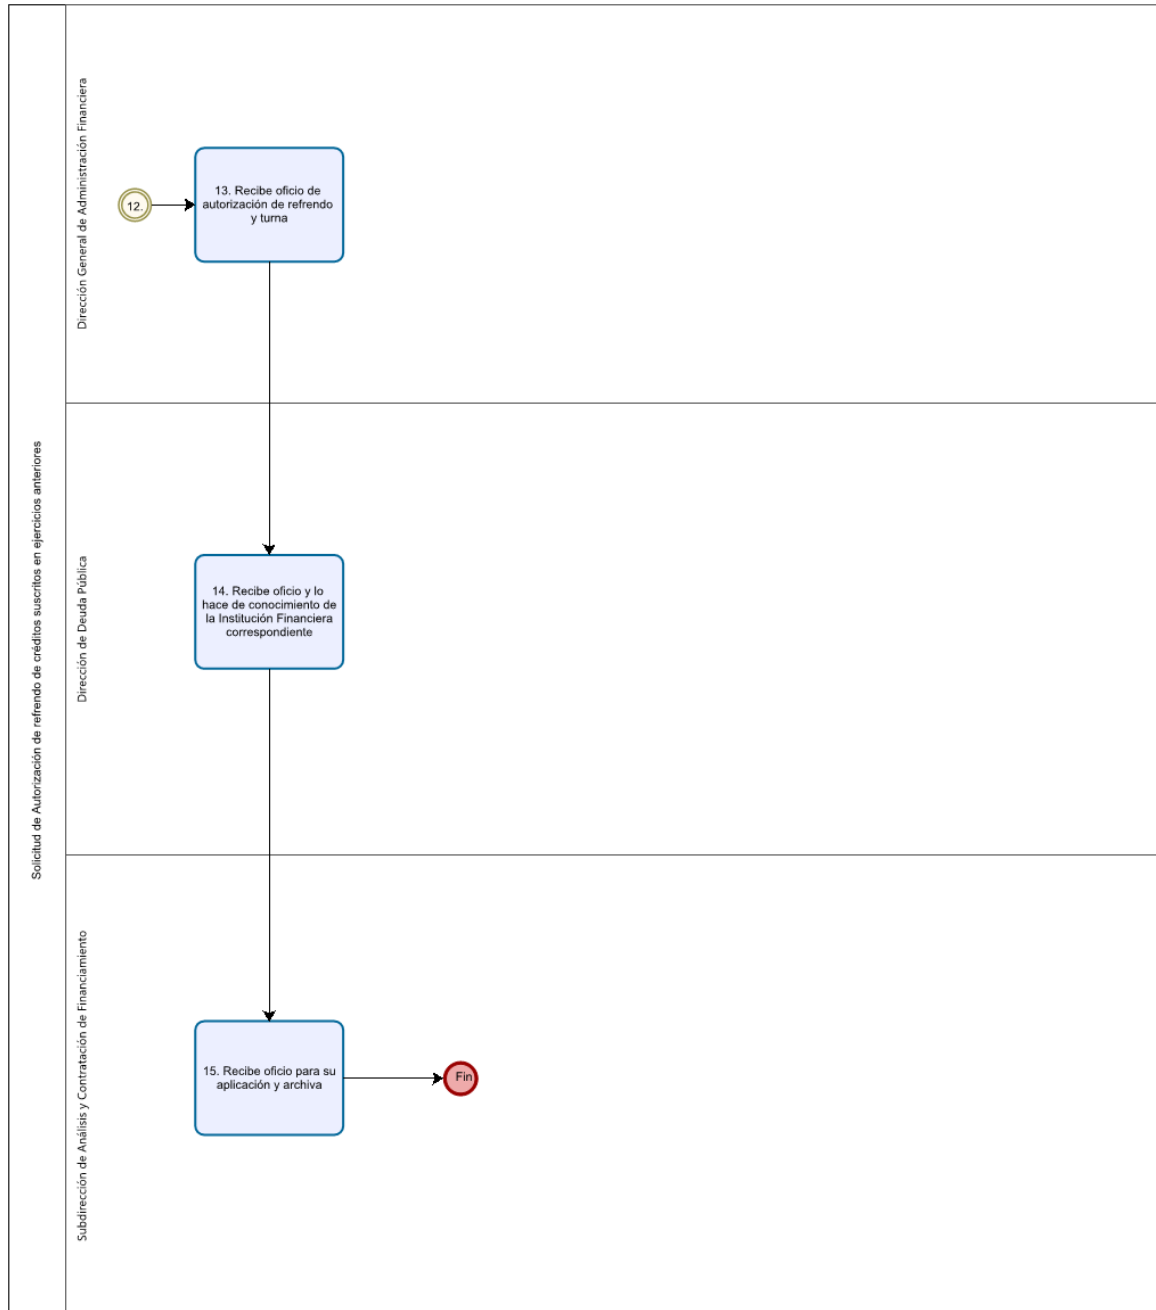 Solicitud de Autorización de refrendo de créditos suscritos en ejercicios anteriores
Dirección General de Administración Financiera
12.
13. Recibe oficio de
autorización de refrendo
y turna
Dirección de Deuda Pública
14. Recibe oficio y lo
hace de conocimiento de
la Institución Financiera
correspondiente
Subdirección de Análisis y Contratación de Financiamiento
15. Recibe oficio para su
aplicación y archiva
Fin